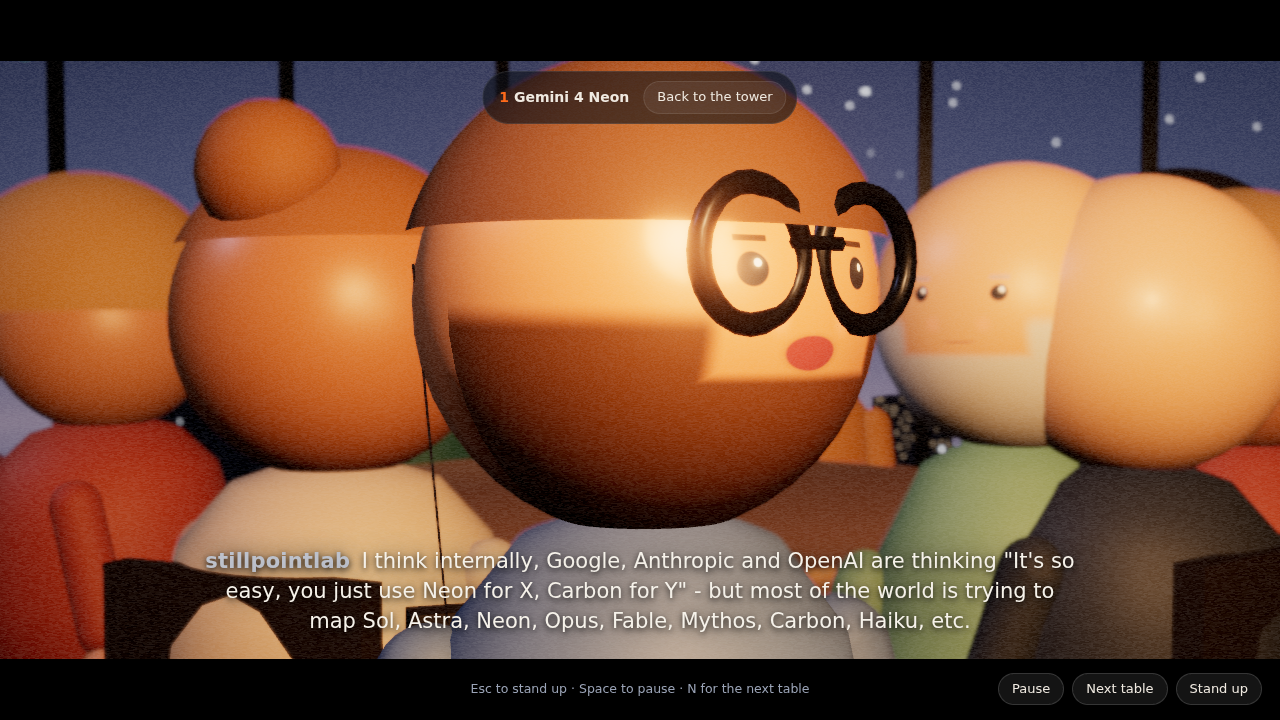 1 Gemini 4 Neon Back to the tower
stillpointlab I think internally, Google, Anthropic and OpenAI are thinking "It's so
easy, you just use Neon for X, Carbon for Y" - but most of the world is trying to
map Sol, Astra, Neon, Opus, Fable, Mythos, Carbon, Haiku, etc.
Esc to stand up · Space to pause · N for the next table
Pause Next table Stand up